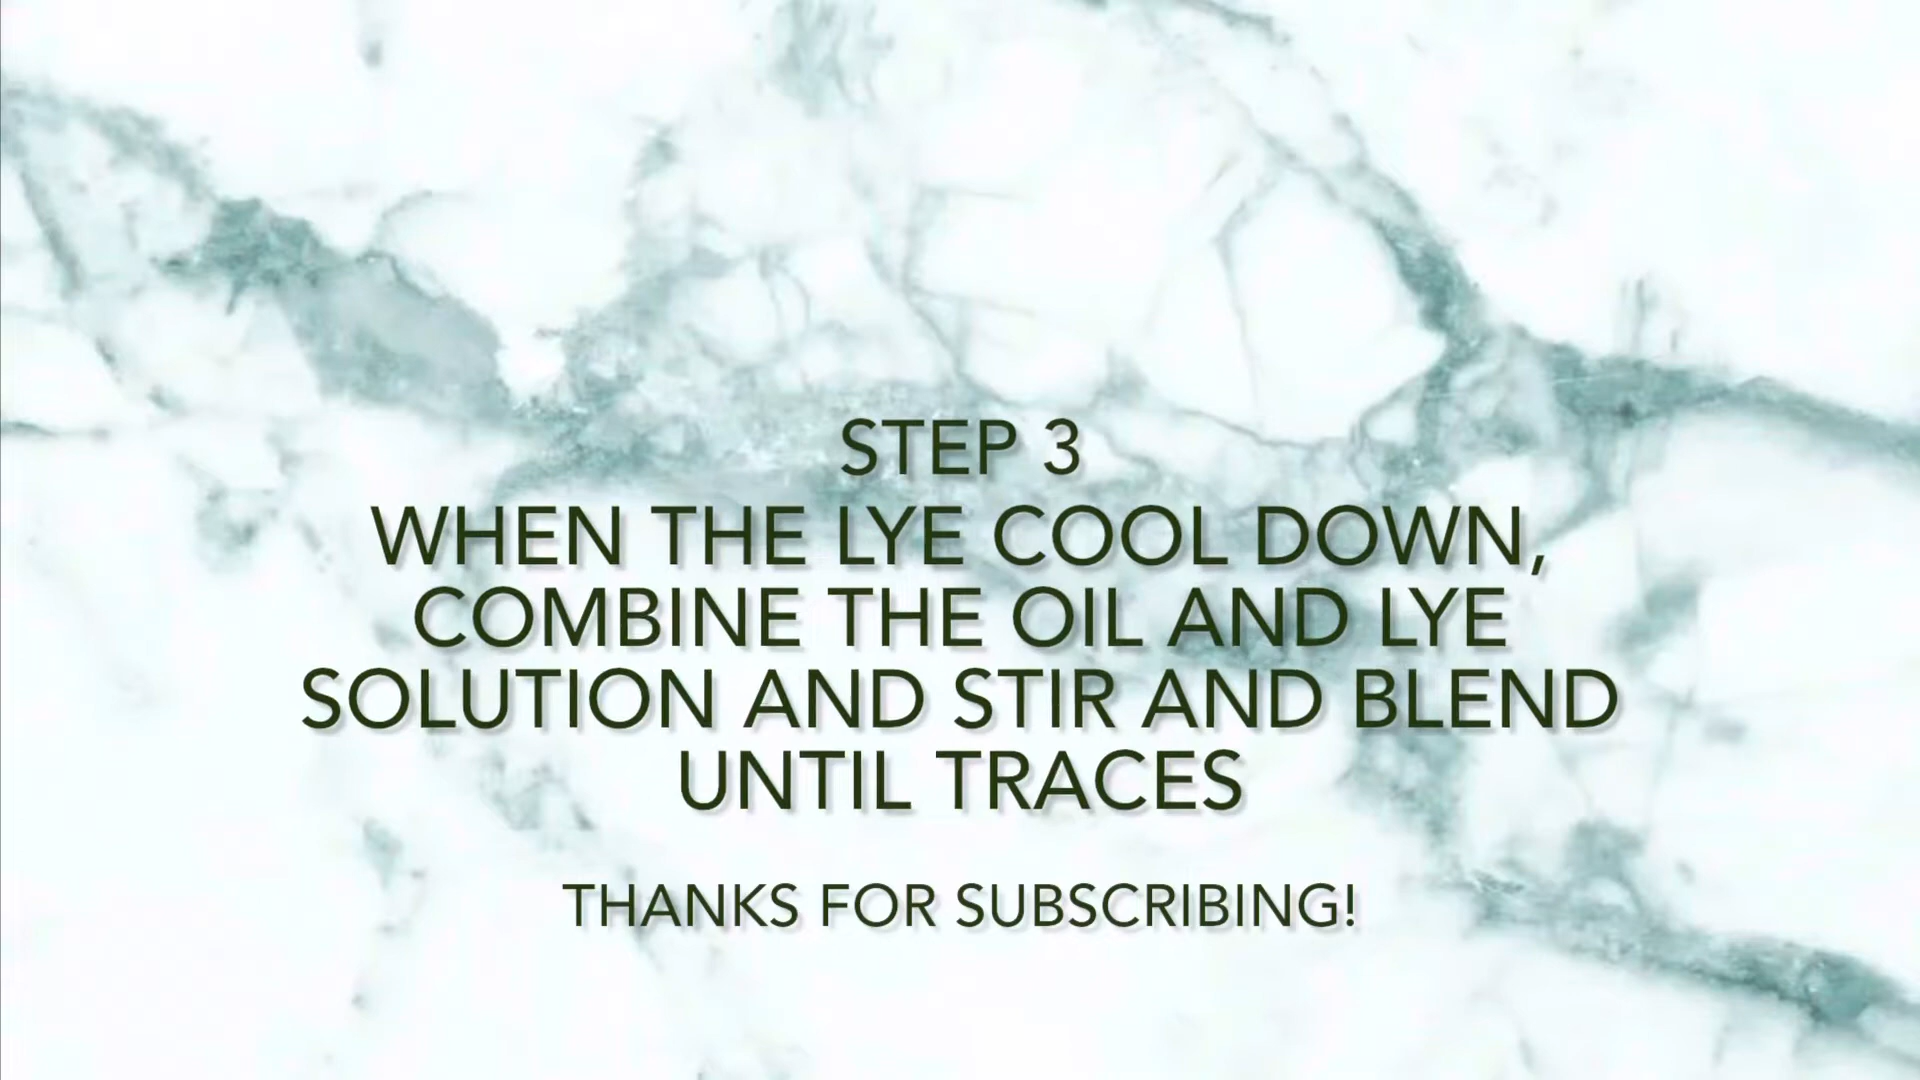 STEP 3
WHEN THE LYE COOL DOWN,
COMBINE THE OIL AND LYE
SOLUTION AND STIR AND BLEND
UNTIL TRACES
THANKS FOR SUBSCRIBING!